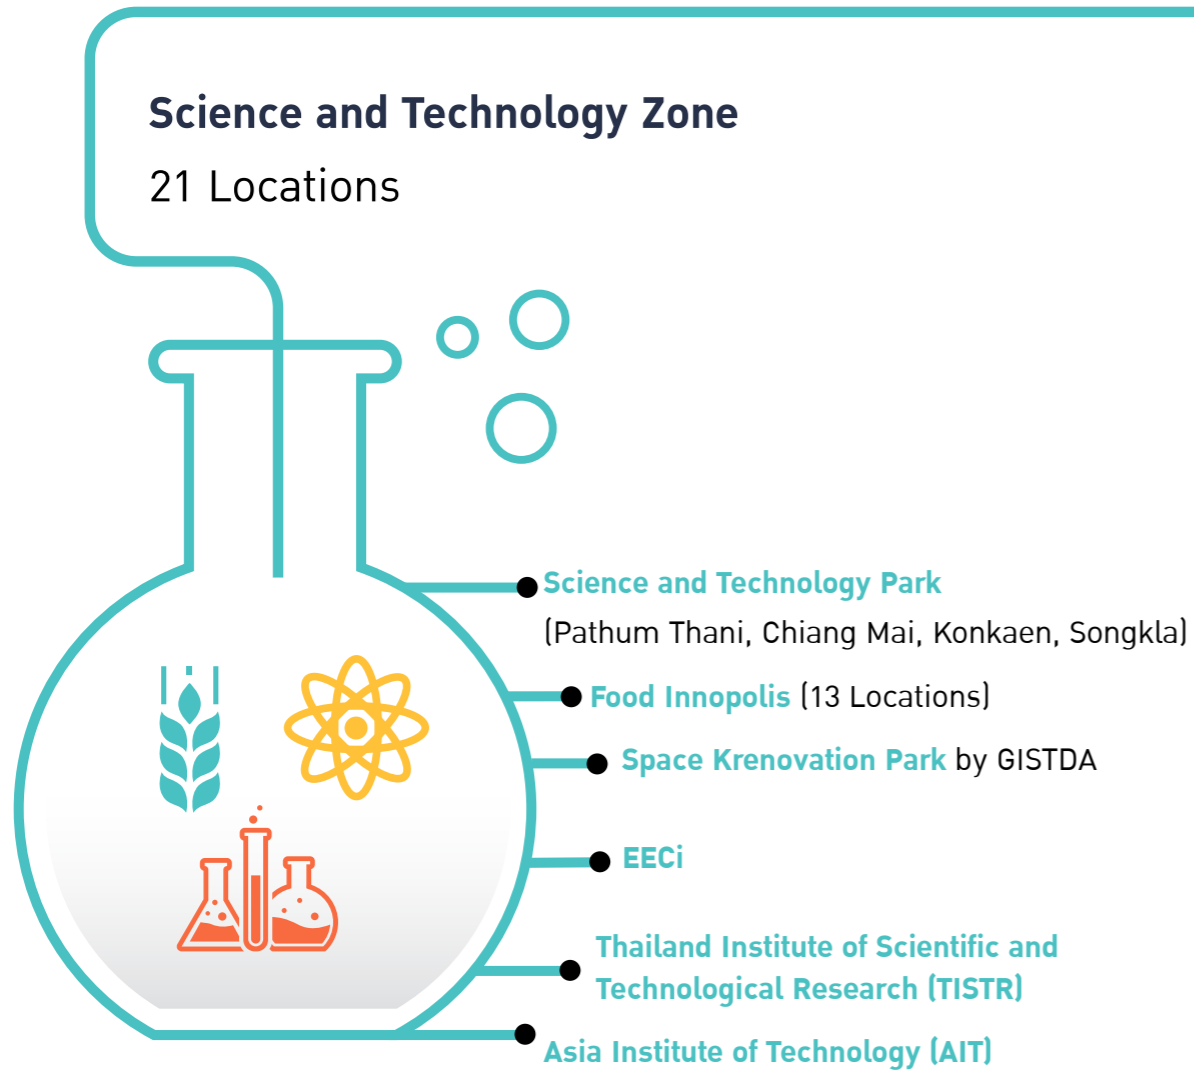 Science and Technology Zone
21 Locations
Science and Technology Park
(Pathum Thani, Chiang Mai, Konkaen, Songkla)
Food Innopolis (13 Locations)
Space Krenovation Park by GISTDA
EECi
Thailand Institute of Scientific and
Technological Research (TISTR)
Asia Institute of Technology (AIT)